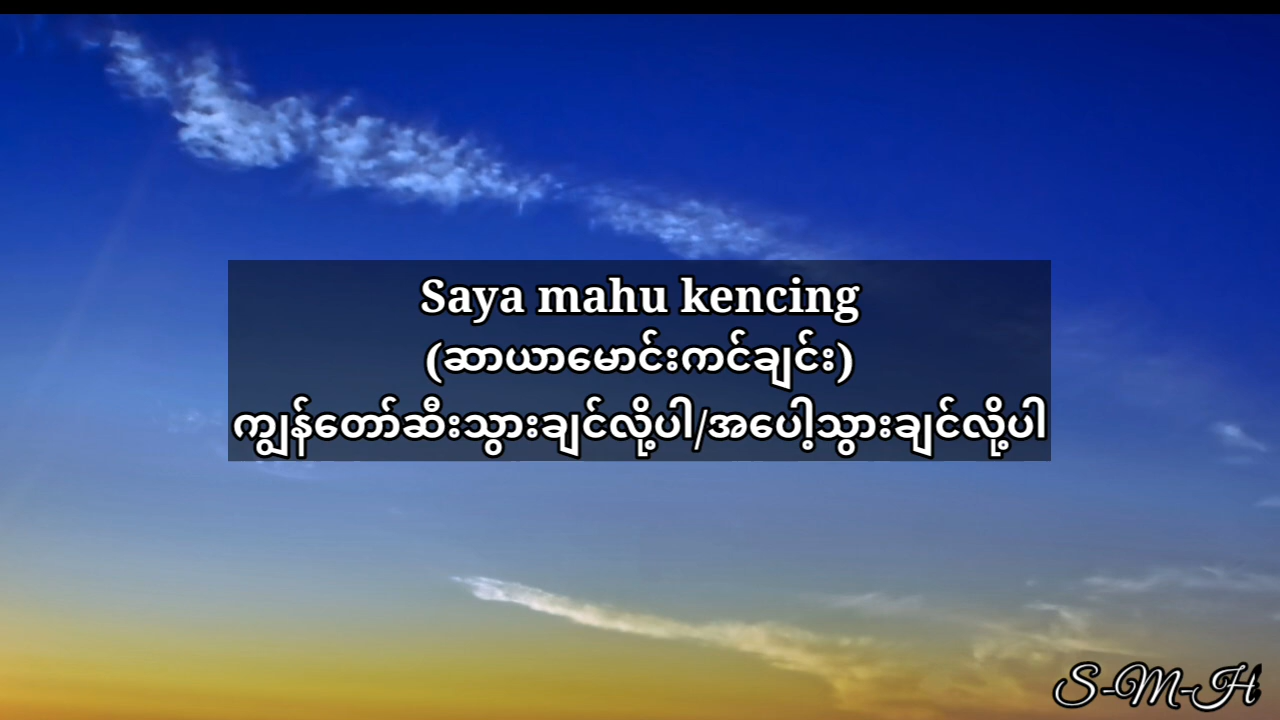 Saya mahu kencing
(ဆာယာမောင်းကင်ချင်း)
ကျွန်တော်ဆီးသွားချင်လို့ပါ/အပေါ့သွားချင်လို့ပါ
S-M-H